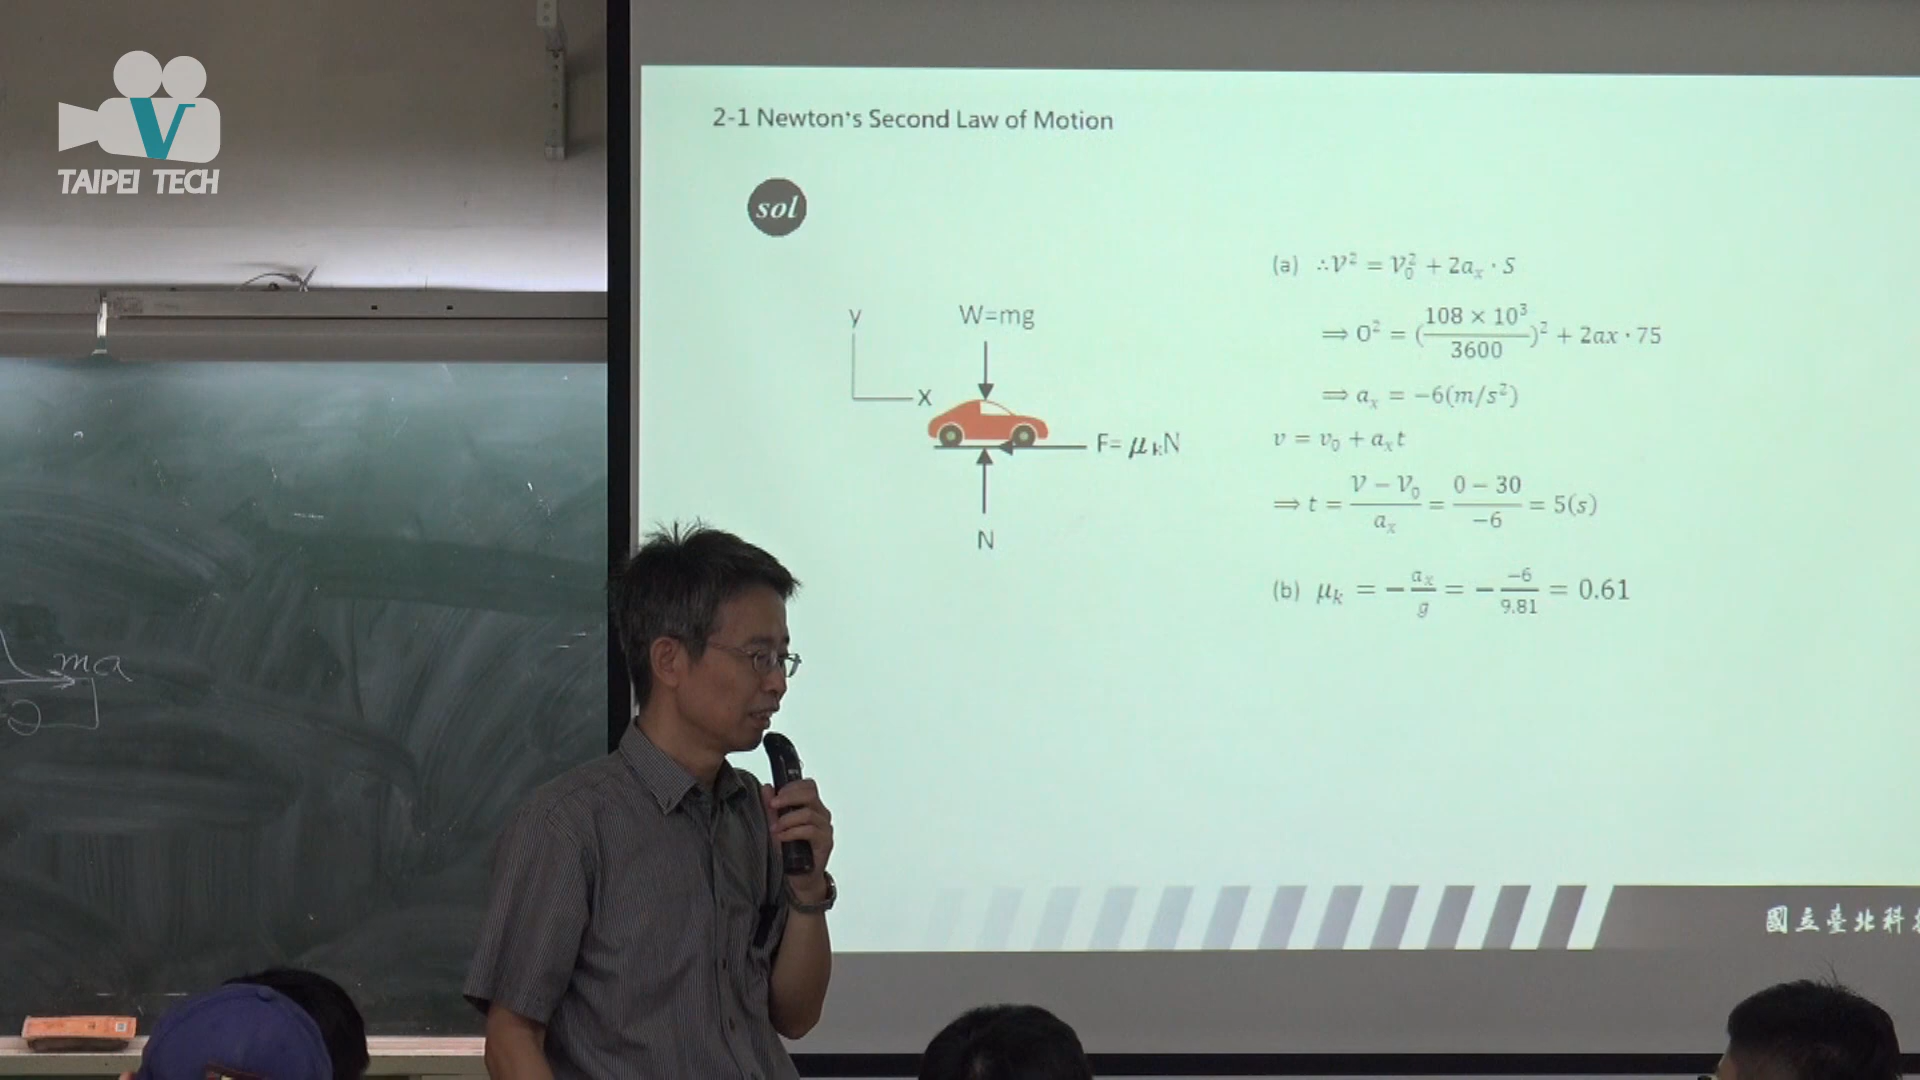 V
TAIPEI TECH
2-1 Newton's Second Law of Motion
sol
y
W=mg
X
F= μₖN
N
(a) ∴V² = V₀² + 2aₓ · S
⟹ 0² = (108 × 10³ / 3600)² + 2ax · 75
⟹ aₓ = −6(m/s²)
v = v₀ + aₓt
⟹ t = (V − V₀) / aₓ = (0 − 30) / −6 = 5(s)
(b) μₖ = − aₓ / g = − −6 / 9.81 = 0.61
ma
國立臺北科